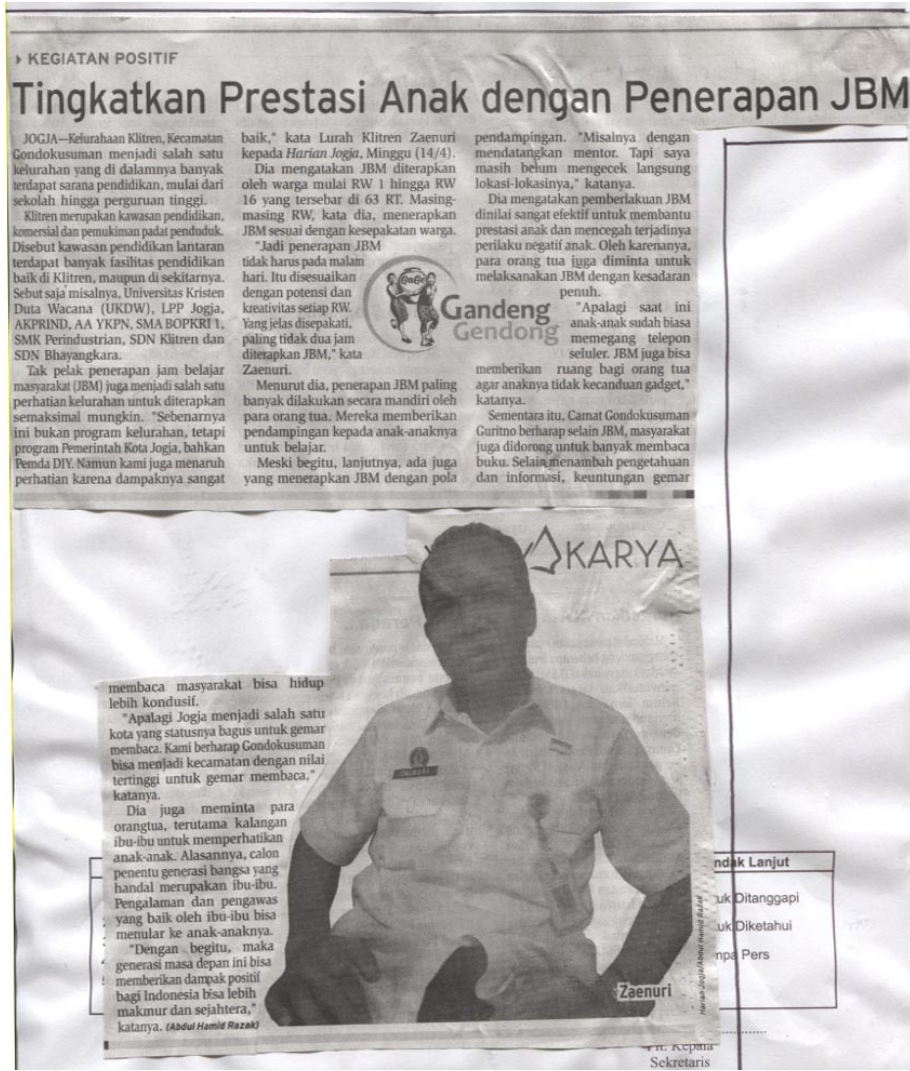 KEGIATAN POSITIF
Tingkatkan Prestasi Anak dengan Penerapan JBM
JOGJA—Kelurahaan Klitren, Kecamatan
Gondokusuman menjadi salah satu
kelurahan yang di dalamnya banyak
terdapat sarana pendidikan, mulai dari
sekolah hingga perguruan tinggi.
Klitren merupakan kawasan pendidikan,
komersial dan pemukiman padat penduduk.
Disebut kawasan pendidikan lantaran
terdapat banyak fasilitas pendidikan
baik di Klitren, maupun di sekitarnya.
Sebut saja misalnya, Universitas Kristen
Duta Wacana (UKDW), LPP Jogja,
AKPRIND, AA YKPN, SMA BOPKRI 1,
SMK Perindustrian, SDN Klitren dan
SDN Bhayangkara.
Tak pelak penerapan jam belajar
masyarakat (JBM) juga menjadi salah satu
perhatian kelurahan untuk diterapkan
semaksimal mungkin. "Sebenarnya
ini bukan program kelurahan, tetapi
program Pemerintah Kota Jogja, bahkan
Pemda DIY. Namun kami juga menaruh
perhatian karena dampaknya sangat
baik," kata Lurah Klitren Zaenuri
kepada Harian Jogja, Minggu (14/4).
Dia mengatakan JBM diterapkan
oleh warga mulai RW 1 hingga RW
16 yang tersebar di 63 RT. Masing-
masing RW, kata dia, menerapkan
JBM sesuai dengan kesepakatan warga.
"Jadi penerapan JBM
tidak harus pada malam
hari. Itu disesuaikan
dengan potensi dan
kreativitas setiap RW.
Yang jelas disepakati,
paling tidak dua jam
diterapkan JBM," kata
Zaenuri.
Menurut dia, penerapan JBM paling
banyak dilakukan secara mandiri oleh
para orang tua. Mereka memberikan
pendampingan kepada anak-anaknya
untuk belajar.
Meski begitu, lanjutnya, ada juga
yang menerapkan JBM dengan pola
Gandeng
Gendong
pendampingan. "Misalnya dengan
mendatangkan mentor. Tapi saya
masih belum mengecek langsung
lokasi-lokasinya," katanya.
Dia mengatakan pemberlakuan JBM
dinilai sangat efektif untuk membantu
prestasi anak dan mencegah terjadinya
perilaku negatif anak. Oleh karenanya,
para orang tua juga diminta untuk
melaksanakan JBM dengan kesadaran
penuh.
"Apalagi saat ini
anak-anak sudah biasa
memegang telepon
seluler. JBM juga bisa
memberikan ruang bagi orang tua
agar anaknya tidak kecanduan gadget,"
katanya.
Sementara itu, Camat Gondokusuman
Guritno berharap selain JBM, masyarakat
juga didorong untuk banyak membaca
buku. Selain menambah pengetahuan
dan informasi, keuntungan gemar
KARYA
membaca masyarakat bisa hidup
lebih kondusif.
"Apalagi Jogja menjadi salah satu
kota yang statusnya bagus untuk gemar
membaca. Kami berharap Gondokusuman
bisa menjadi kecamatan dengan nilai
tertinggi untuk gemar membaca,"
katanya.
Dia juga meminta para
orangtua, terutama kalangan
ibu-ibu untuk memperhatikan
anak-anak. Alasannya, calon
penentu generasi bangsa yang
handal merupakan ibu-ibu.
Pengalaman dan pengawas
yang baik oleh ibu-ibu bisa
menular ke anak-anaknya.
"Dengan begitu, maka
generasi masa depan ini bisa
memberikan dampak positif
bagi Indonesia bisa lebih
makmur dan sejahtera,"
katanya. (Abdul Hamid Razak)
Zaenuri
Harian Jogja/Abdul Hamid Razak
ndak Lanjut
uk Ditanggapi
uk Diketahui
npa Pers
Plt. Kepala
Sekretaris